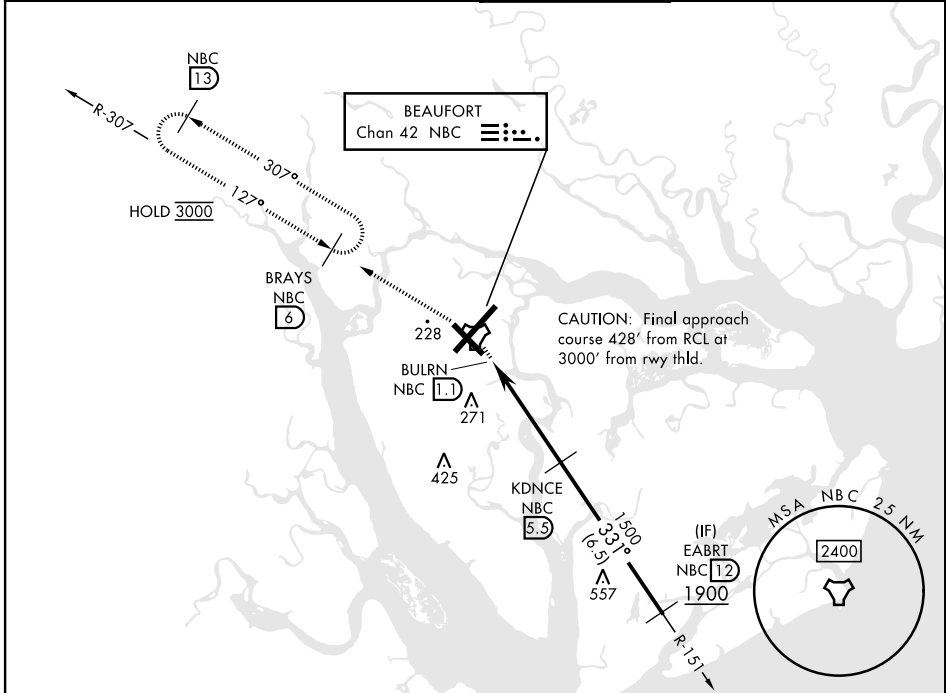 NBC
13
R-307
307°
127°
HOLD 3000
BEAUFORT
Chan 42 NBC
BRAYS
NBC
6
228
CAUTION: Final approach
course 428' from RCL at
3000' from rwy thld.
BULRN
NBC 1.1
271
425
KDNCE
NBC
5.5
1500
331°
(6.5)
557
(IF)
EABRT
NBC 12
1900
R-151
MSA NBC 25 NM
2400